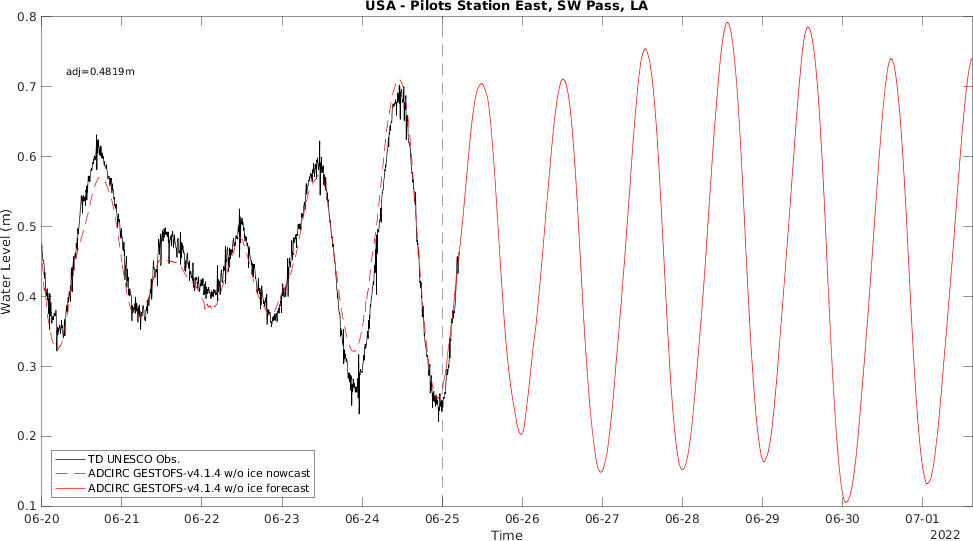 USA - Pilots Station East, SW Pass, LA
0.8
adj=0.4819m
0.7
0.6
0.5
0.4
0.3
0.2
0.1
Water Level (m)
TD UNESCO Obs.
ADCIRC GESTOFS-v4.1.4 w/o ice nowcast
ADCIRC GESTOFS-v4.1.4 w/o ice forecast
06-20 06-21 06-22 06-23 06-24 06-25 06-26 06-27 06-28 06-29 06-30 07-01
Time
2022